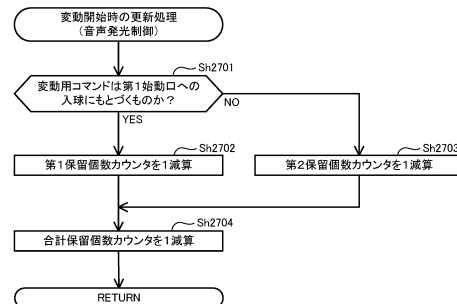 変動開始時の更新処理
(音声発光制御)
Sh2701
変動用コマンドは第1始動口への
入球にもとづくものか?
NO
YES
Sh2702
第1保留個数カウンタを1減算
Sh2703
第2保留個数カウンタを1減算
Sh2704
合計保留個数カウンタを1減算
RETURN